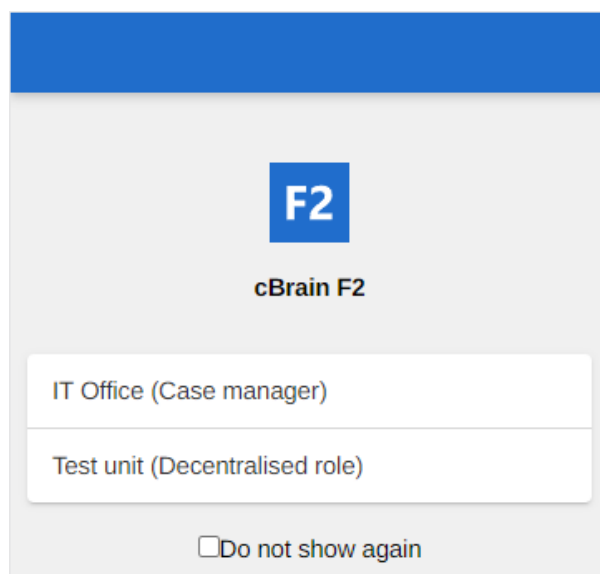 F2
cBrain F2
IT Office (Case manager)
Test unit (Decentralised role)
Do not show again